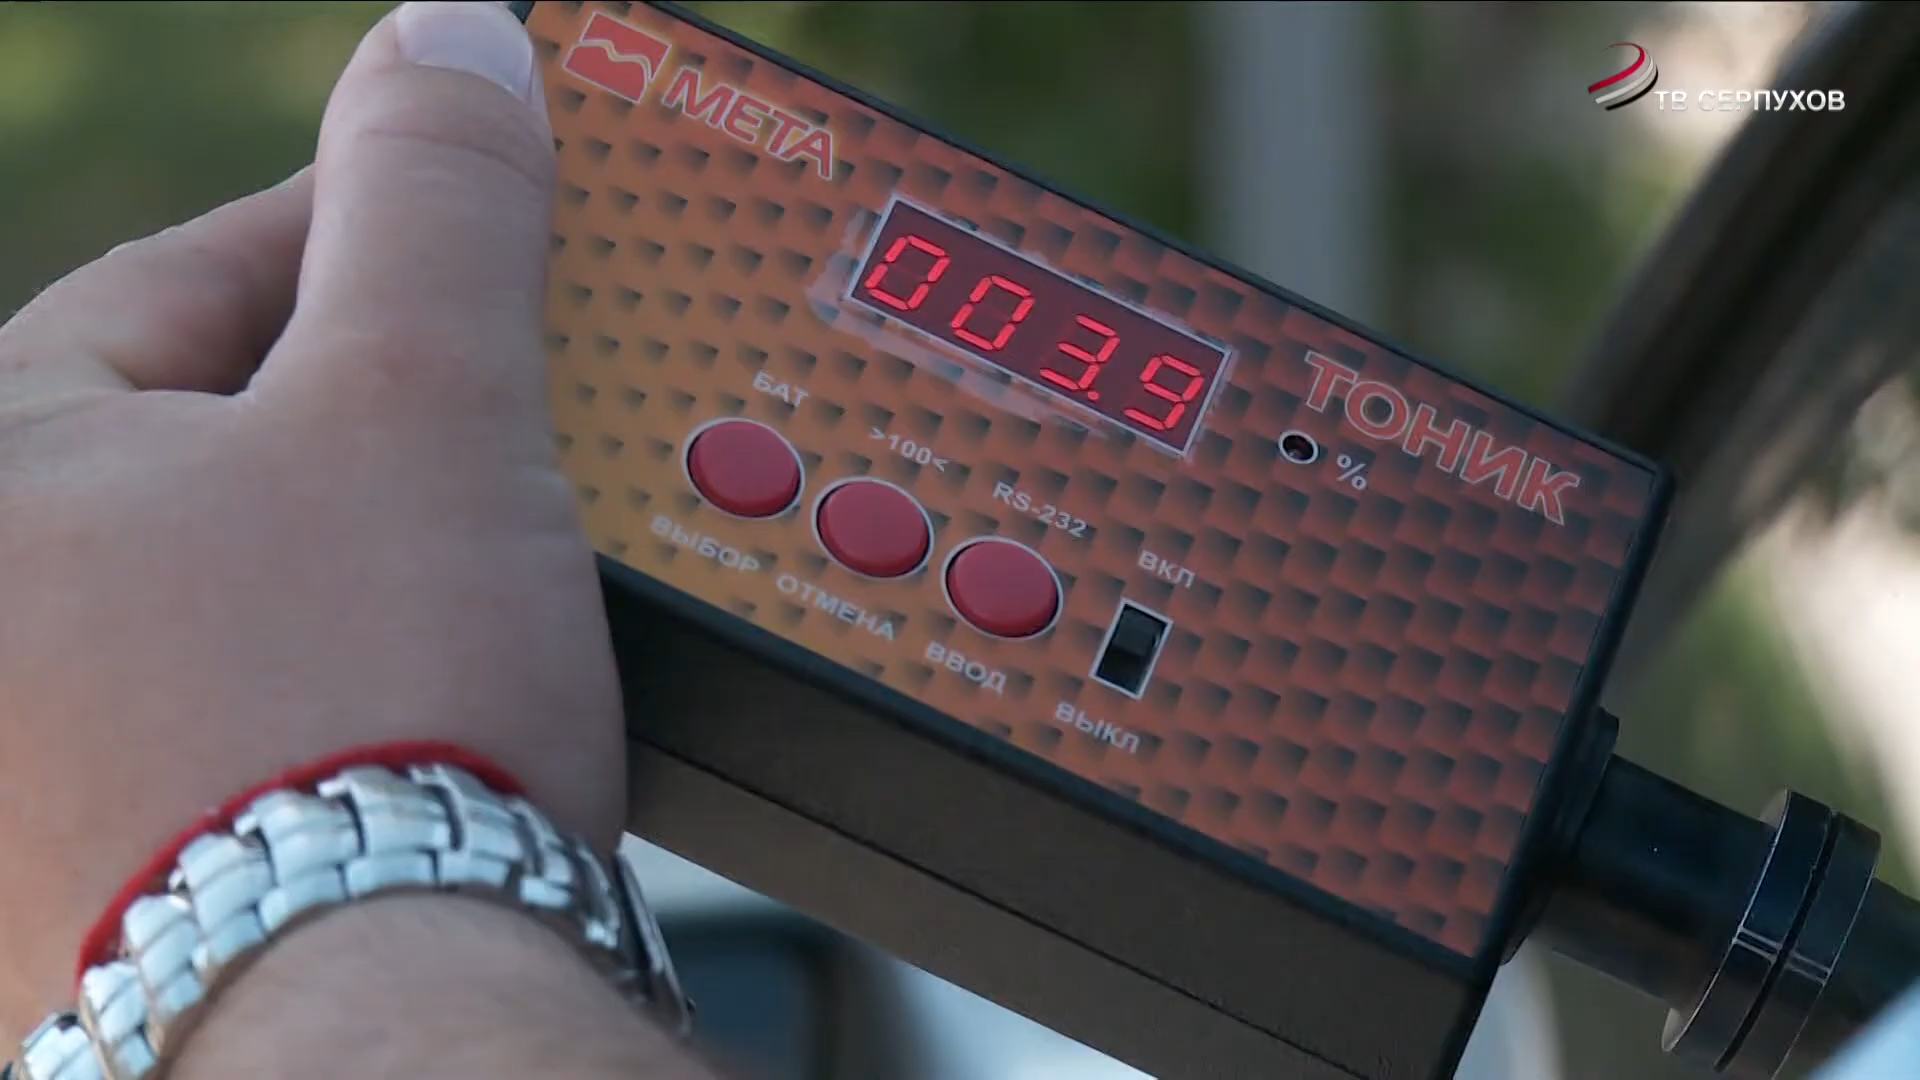 МЕТА
ТВ СЕРПУХОВ
003.9
ТОНИК
%
БАТ
>100<
RS-232
ВКЛ
ВЫБОР
ОТМЕНА
ВВОД
ВЫКЛ